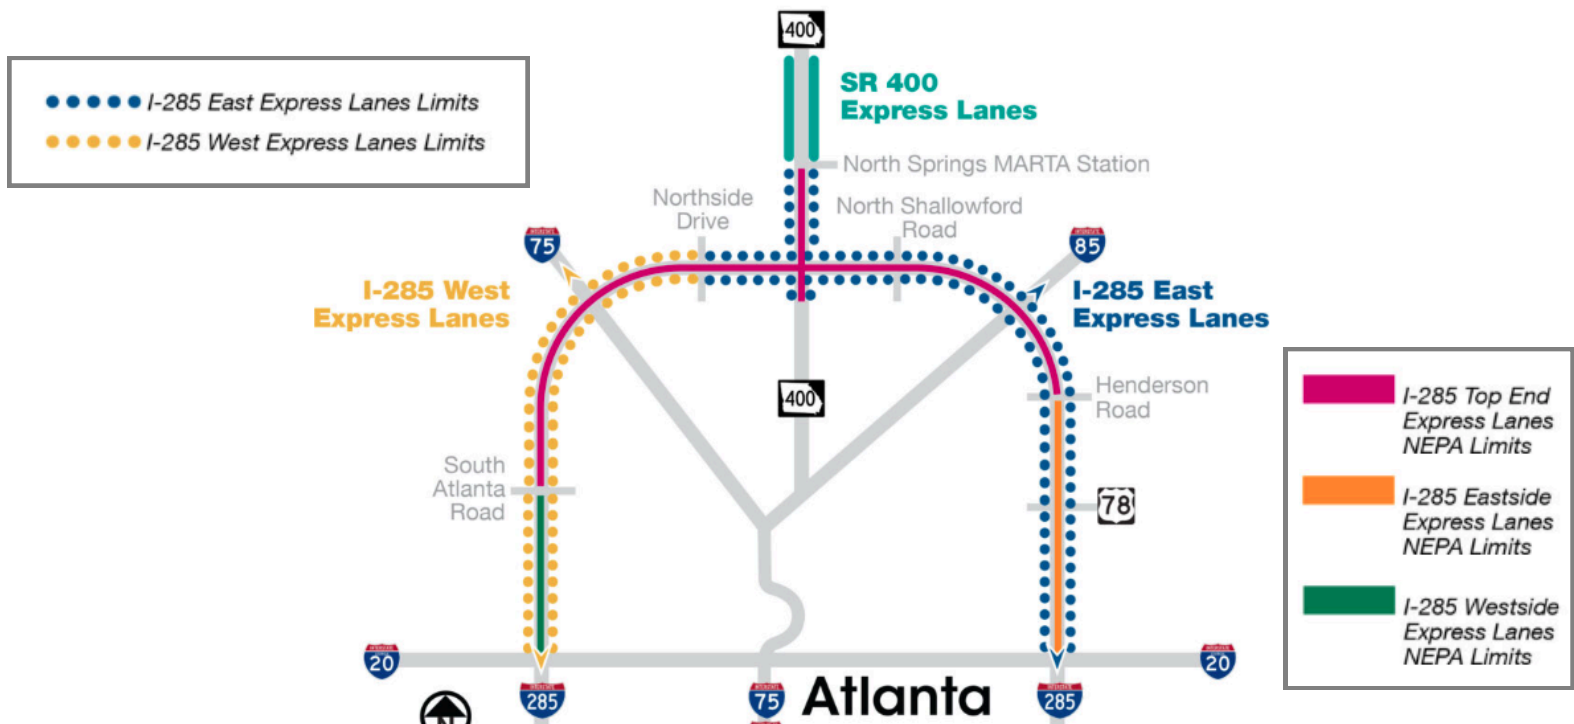 400
I-285 East Express Lanes Limits
I-285 West Express Lanes Limits
SR 400
Express Lanes
North Springs MARTA Station
Northside
Drive
North Shallowford
Road
75
85
I-285 West
Express Lanes
I-285 East
Express Lanes
400
Henderson
Road
South
Atlanta
Road
78
I-285 Top End
Express Lanes
NEPA Limits
I-285 Eastside
Express Lanes
NEPA Limits
I-285 Westside
Express Lanes
NEPA Limits
20
20
285
75
Atlanta
285
N